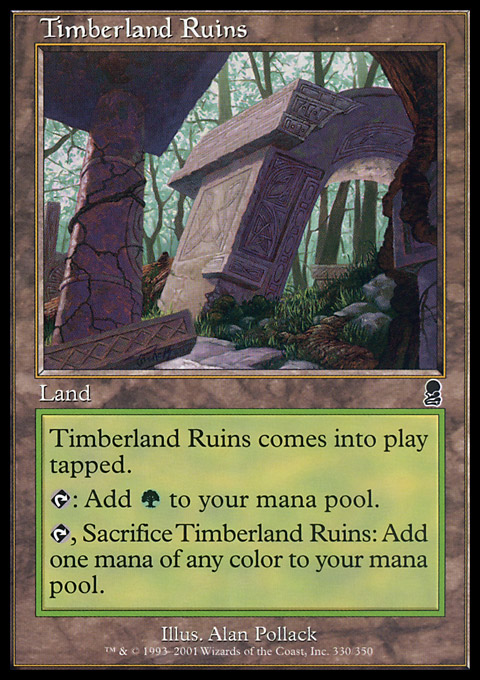 Timberland Ruins
Land
Timberland Ruins comes into play
tapped.
: Add to your mana pool.
, Sacrifice Timberland Ruins: Add
one mana of any color to your mana
pool.
Illus. Alan Pollack
™ & © 1993-2001 Wizards of the Coast, Inc. 330/350